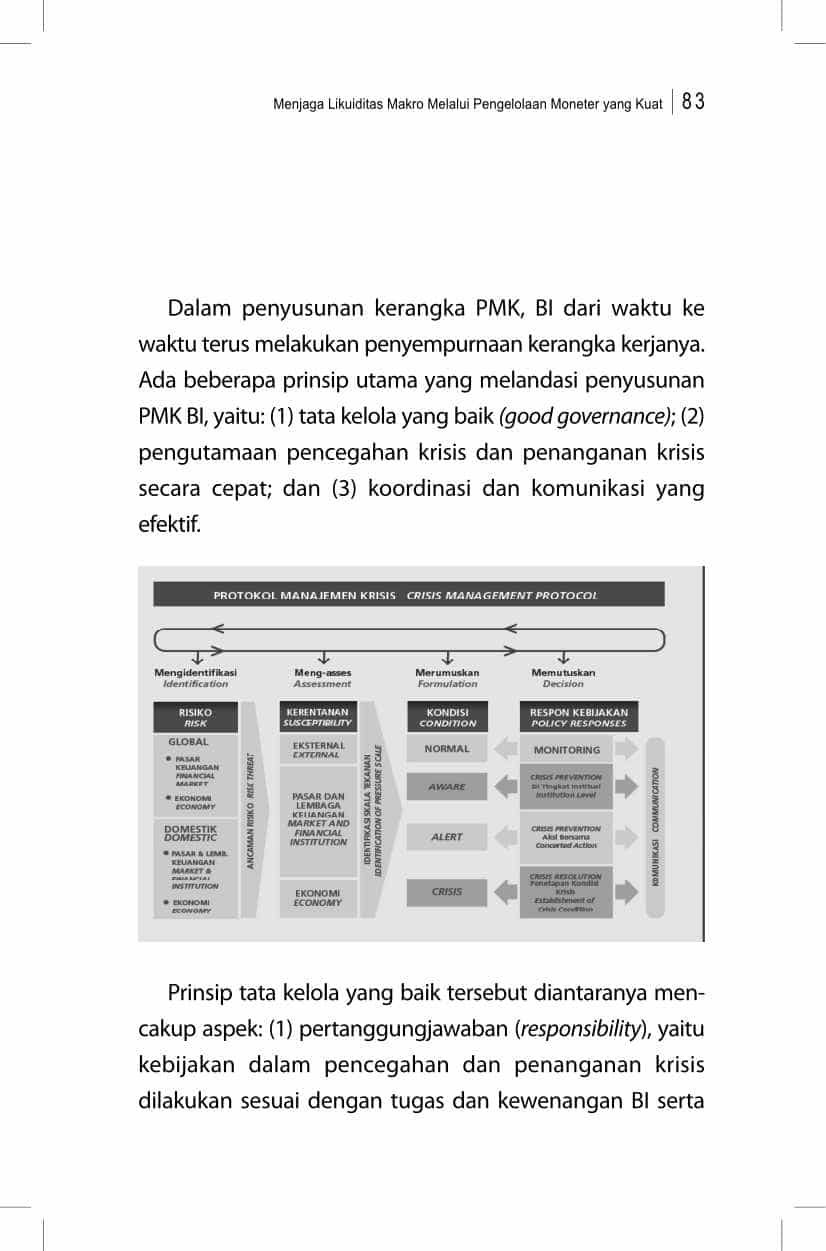 Menjaga Likuiditas Makro Melalui Pengelolaan Moneter yang Kuat 83
Dalam penyusunan kerangka PMK, BI dari waktu ke
waktu terus melakukan penyempurnaan kerangka kerjanya.
Ada beberapa prinsip utama yang melandasi penyusunan
PMK BI, yaitu: (1) tata kelola yang baik (good governance); (2)
pengutamaan pencegahan krisis dan penanganan krisis
secara cepat; dan (3) koordinasi dan komunikasi yang
efektif.
PROTOKOL MANAJEMEN KRISIS CRISIS MANAGEMENT PROTOCOL
Mengidentifikasi
Identification
RISIKO
RISK
GLOBAL
• PASAR
KEUANGAN
FINANCIAL
MARKET
• EKONOMI
ECONOMY
DOMESTIK
DOMESTIC
• PASAR & LEMB.
KEUANGAN
MARKET &
FINANCIAL
INSTITUTION
• EKONOMI
ECONOMY
ANCAMAN RISIKO RISK THREAT
Meng-asses
Assessment
KERENTANAN
SUSCEPTIBILITY
EKSTERNAL
EXTERNAL
PASAR DAN
LEMBAGA
KEUANGAN
MARKET AND
FINANCIAL
INSTITUTION
EKONOMI
ECONOMY
IDENTIFIKASI SKALA TEKANAN
IDENTIFICATION OF PRESSURE SCALE
Merumuskan
Formulation
KONDISI
CONDITION
NORMAL
AWARE
ALERT
CRISIS
Memutuskan
Decision
RESPON KEBIJAKAN
POLICY RESPONSES
MONITORING
CRISIS PREVENTION
Di Tingkat Institusi
Institution Level
CRISIS PREVENTION
Aksi Bersama
Concerted Action
CRISIS RESOLUTION
Penetapan Kondisi
Krisis
Establishment of
Crisis Condition
KOMUNIKASI COMMUNICATION
Prinsip tata kelola yang baik tersebut diantaranya men-
cakup aspek: (1) pertanggungjawaban (responsibility), yaitu
kebijakan dalam pencegahan dan penanganan krisis
dilakukan sesuai dengan tugas dan kewenangan BI serta